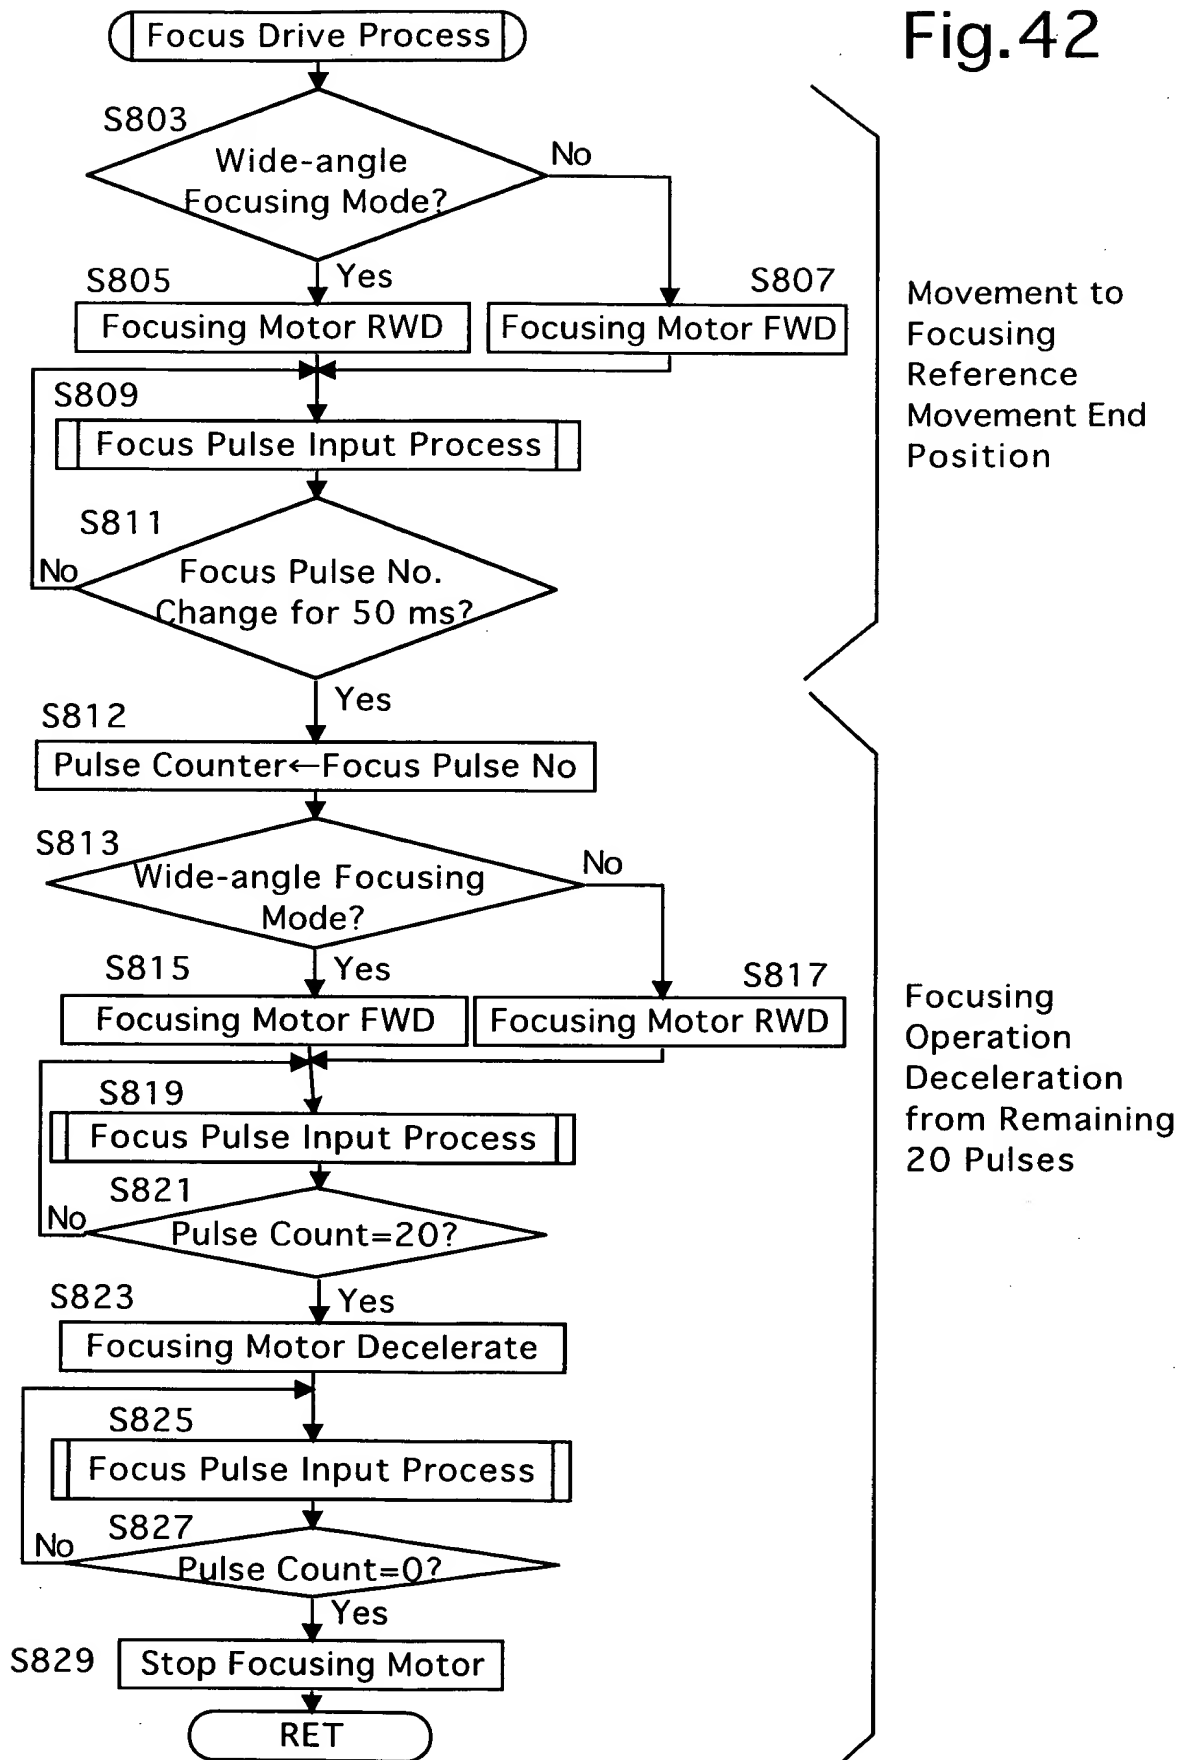 Fig.42
Focus Drive Process
S803
Wide-angle
Focusing Mode?
No
Yes
S805
Focusing Motor RWD
S807
Focusing Motor FWD
S809
Focus Pulse Input Process
S811
Focus Pulse No.
Change for 50 ms?
No
Yes
Movement to
Focusing
Reference
Movement End
Position
S812
Pulse Counter←Focus Pulse No
S813
Wide-angle Focusing
Mode?
No
Yes
S815
Focusing Motor FWD
S817
Focusing Motor RWD
S819
Focus Pulse Input Process
S821
Pulse Count=20?
No
Yes
S823
Focusing Motor Decelerate
S825
Focus Pulse Input Process
S827
Pulse Count=0?
No
Yes
S829
Stop Focusing Motor
RET
Focusing
Operation
Deceleration
from Remaining
20 Pulses